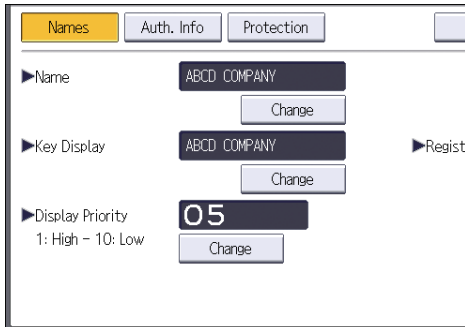 Names Auth. Info Protection
▶Name ABCD COMPANY
Change
▶Key Display ABCD COMPANY ▶Regist
Change
▶Display Priority 05
1: High - 10: Low Change